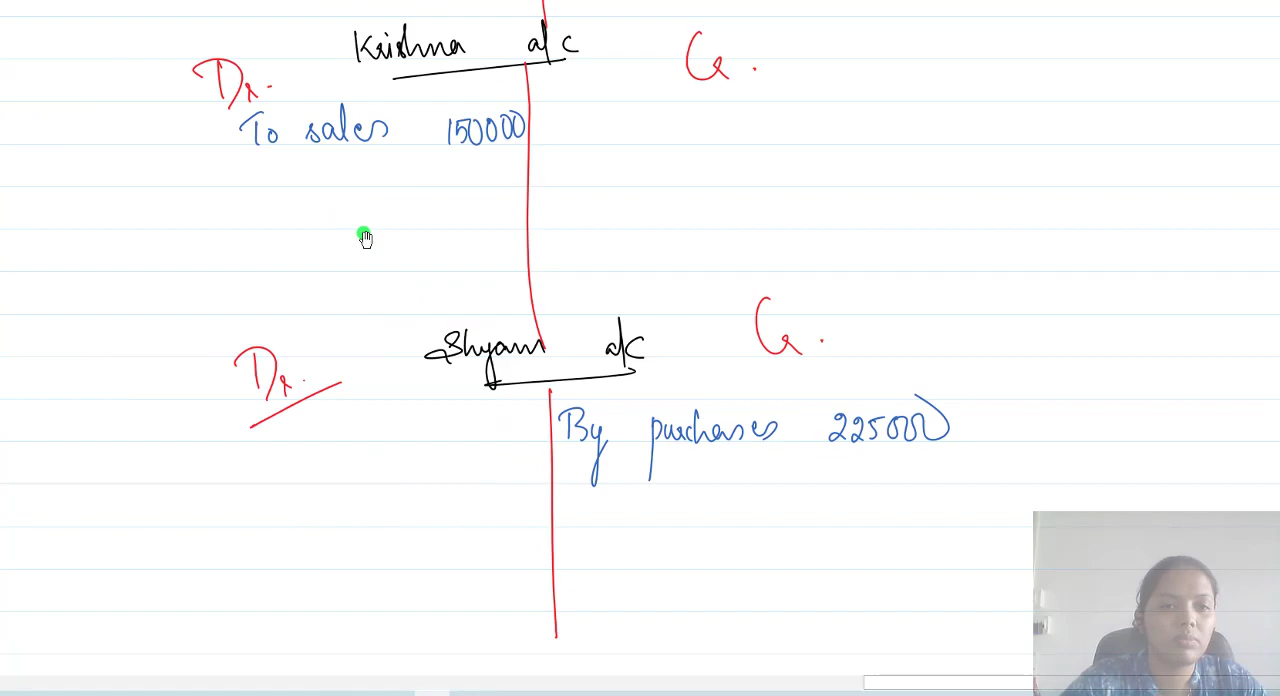 Krishna a/c
Dr. Cr.
To sales 150000
Shyam a/c
Dr. Cr.
By purchases 225000